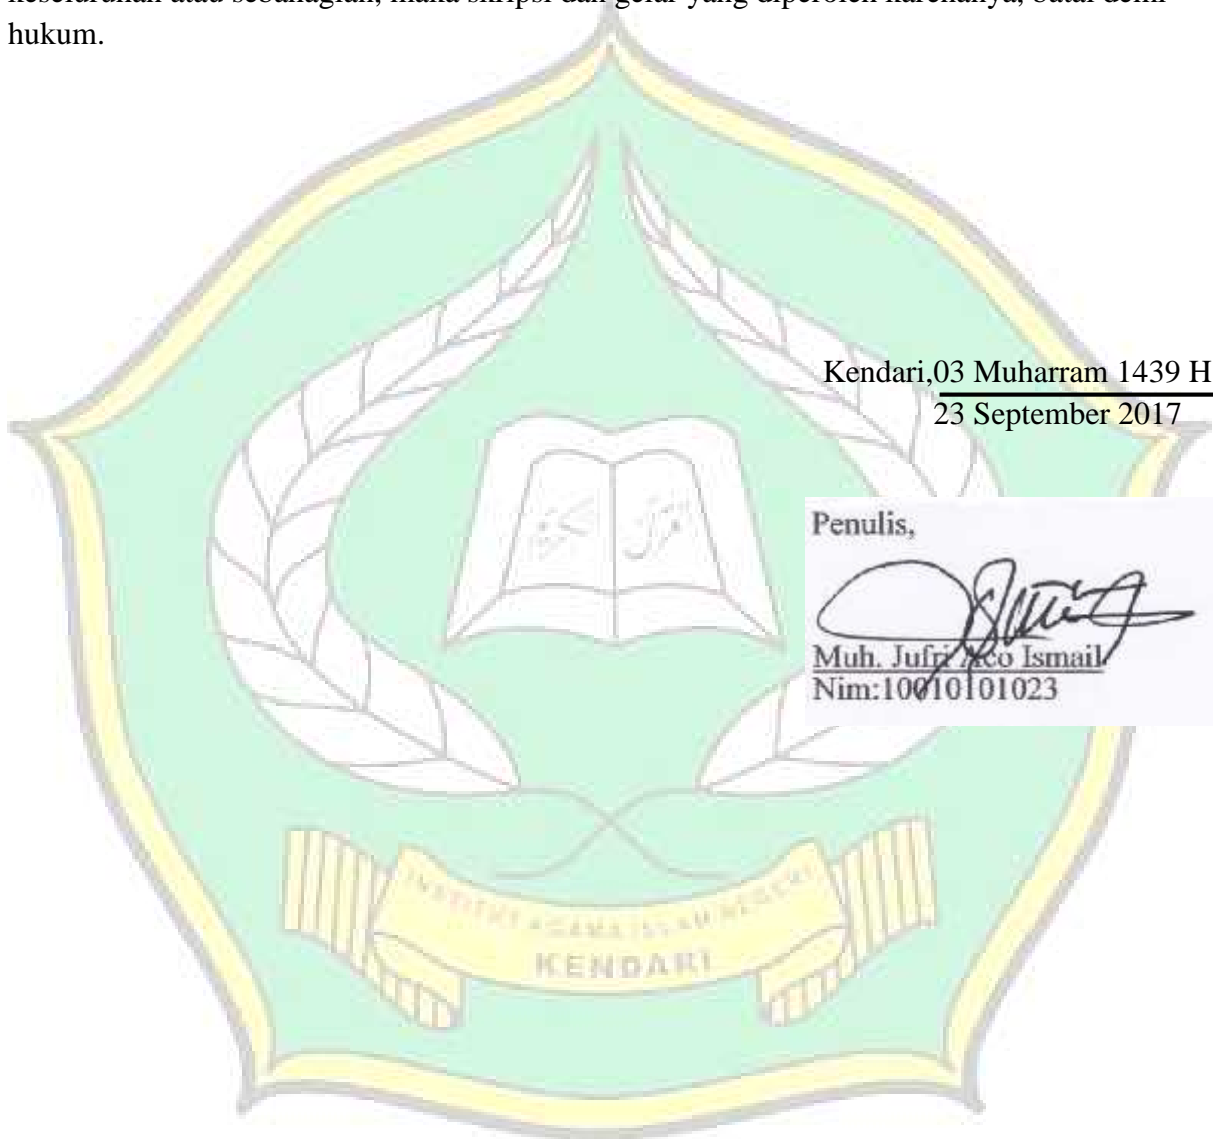 keseluruhan atau sebahagian, maka skripsi dan gelar yang diperoleh karenanya, batal demi
hukum.
Kendari,03 Muharram 1439 H
23 September 2017
Penulis,
Muh. Jufri Aco Ismail
Nim:10010101023
INSTITUT AGAMA ISLAM NEGERI
KENDARI